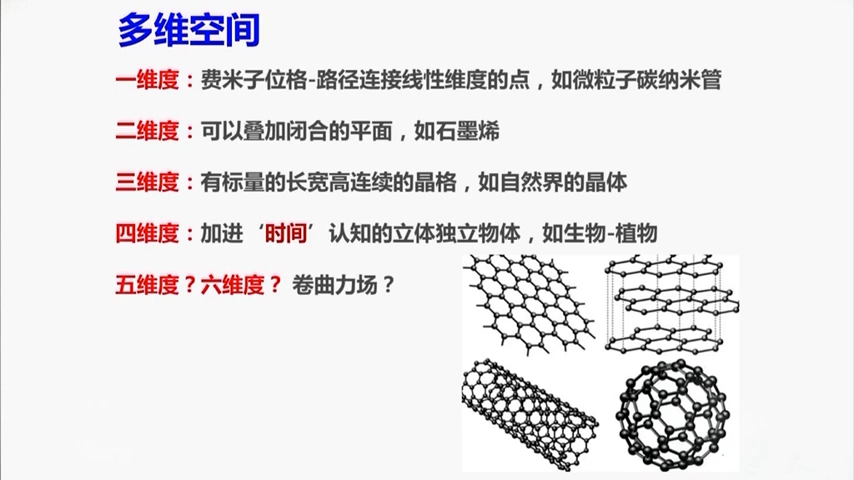 多维空间
一维度：费米子位格-路径连接线性维度的点，如微粒子碳纳米管
二维度：可以叠加闭合的平面，如石墨烯
三维度：有标量的长宽高连续的晶格，如自然界的晶体
四维度：加进‘时间’认知的立体独立物体，如生物-植物
五维度？六维度？ 卷曲力场？